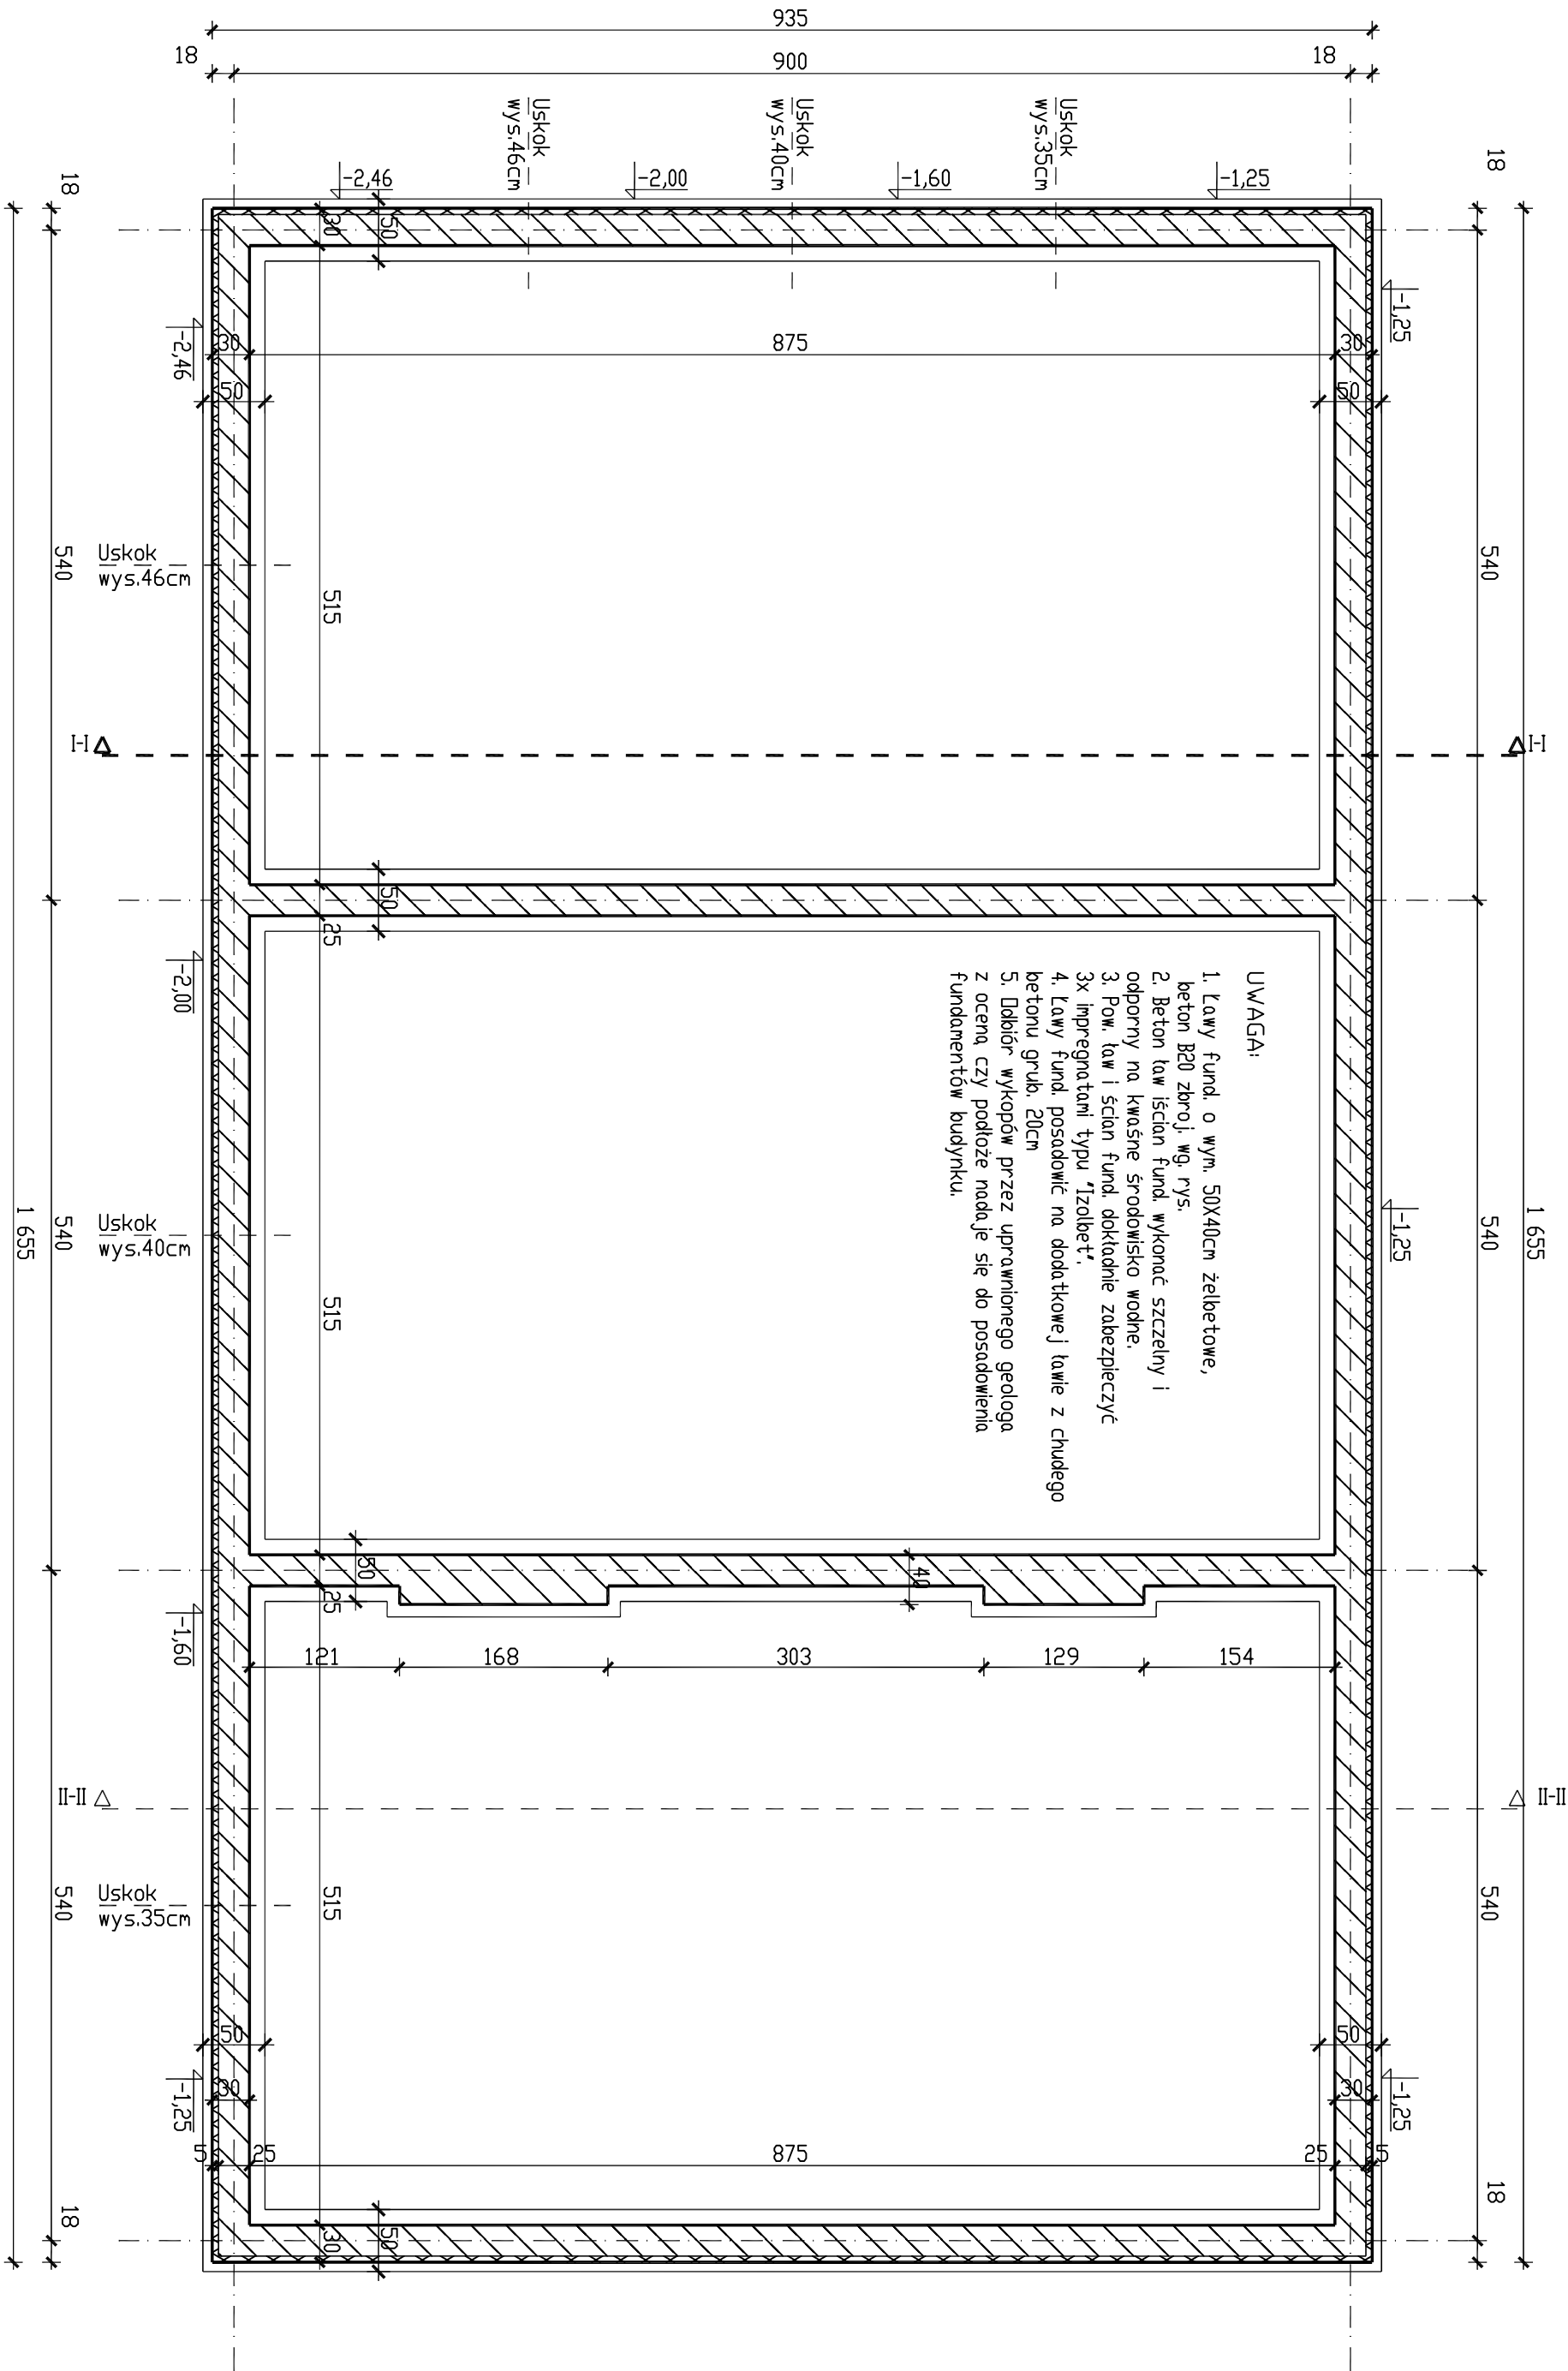 935
18
900
18
Uskok
wys.46cm
Uskok
wys.40cm
Uskok
wys.35cm
18
18
-2,46
-2,00
-1,60
-1,25
30
50
-1,25
-2,46
30
875
30
50
50
540
Uskok
wys.46cm
515
540
I-I
I-I
50
25
-2,00
UWAGA:
1. Ławy fund. o wym. 50X40cm żelbetowe,
beton B20 zbroj. wg. rys.
2. Beton ław iścian fund. wykonać szczelny i
odporny na kwaśne środowisko wodne.
3. Pow. ław i ścian fund. dokładnie zabezpieczyć
3x impregnatami typu "Izolbet".
4. Ławy fund. posadowić na dodatkowej ławie z chudego
betonu grub. 20cm
5. Odbiór wykopów przez uprawnionego geologa
z oceną czy podłoże nadaje się do posadowienia
fundamentów budynku.
1 655
540
Uskok
wys.40cm
515
-1,25
540
1 655
50
25
40
-1,60
121
168
303
129
154
II-II
II-II
540
Uskok
wys.35cm
515
540
50
50
-1,25
30
30
-1,25
5
25
875
25
5
18
30
50
18